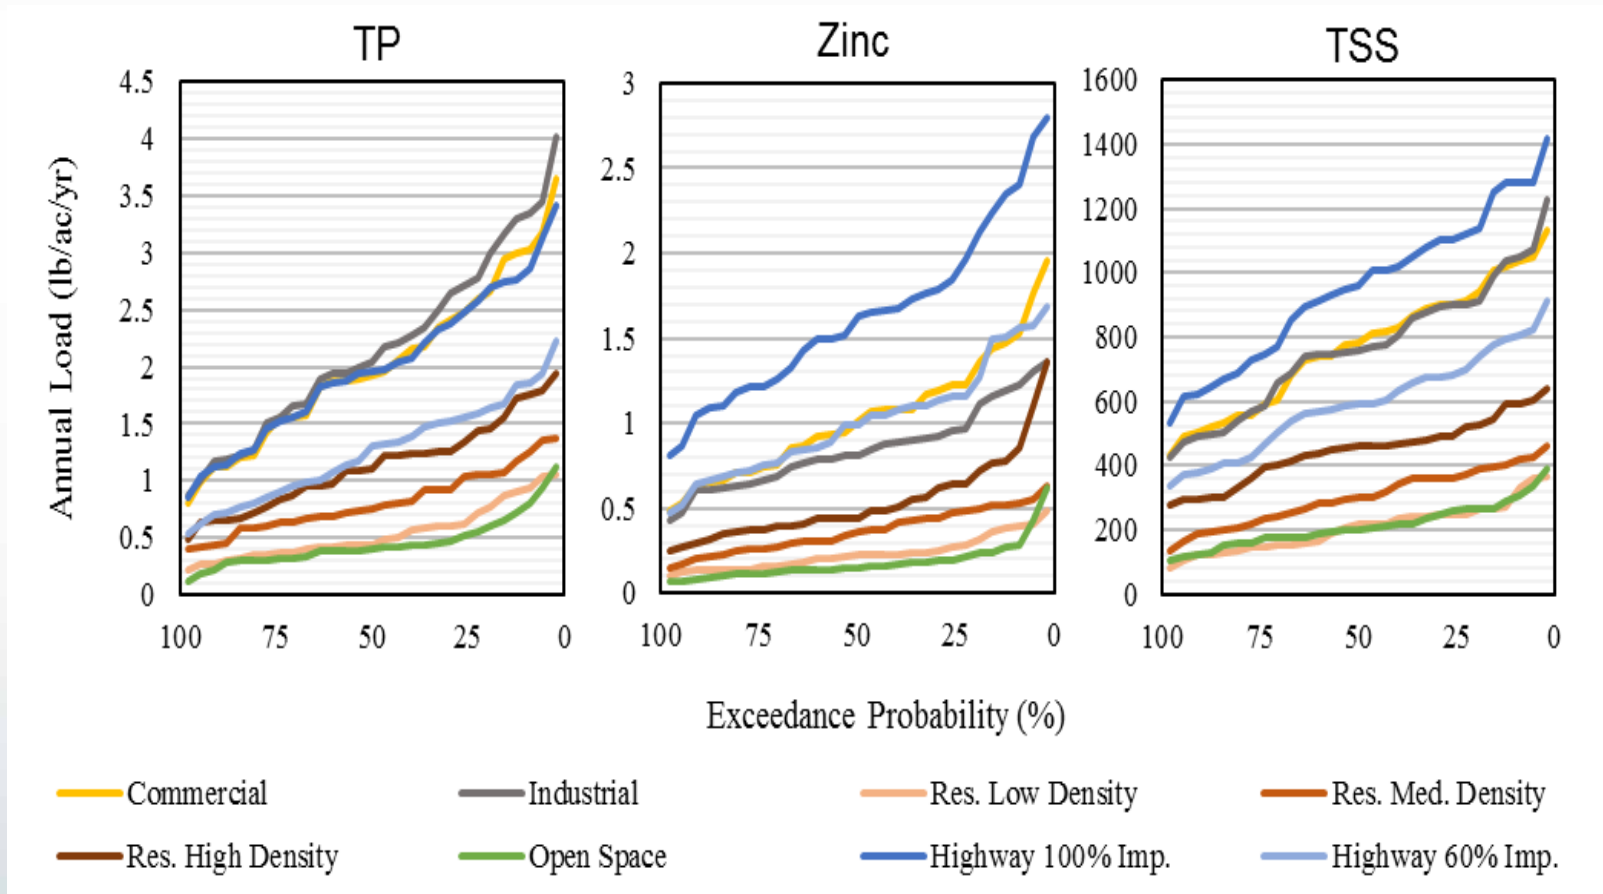 TP
Zinc
TSS
Annual Load (lb/ac/yr)
4.5
4
3.5
3
2.5
2
1.5
1
0.5
0
100 75 50 25 0
3
2.5
2
1.5
1
0.5
0
100 75 50 25 0
1600
1400
1200
1000
800
600
400
200
0
100 75 50 25 0
Exceedance Probability (%)
Commercial Industrial Res. Low Density Res. Med. Density
Res. High Density Open Space Highway 100% Imp. Highway 60% Imp.